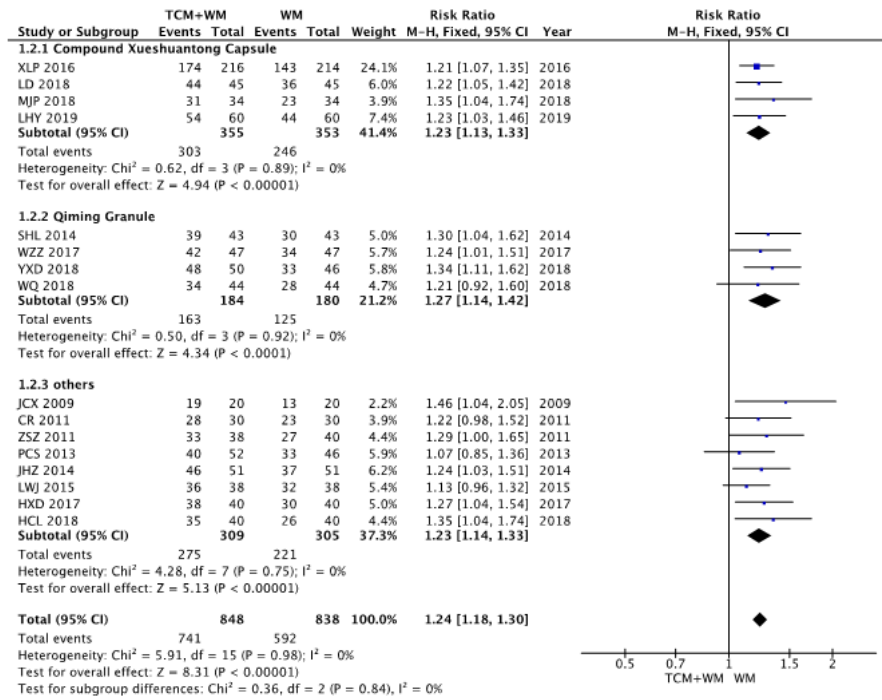 TCM+WM WM Risk Ratio Risk Ratio
Study or Subgroup Events Total Events Total Weight M-H, Fixed, 95% CI Year M-H, Fixed, 95% CI
1.2.1 Compound Xueshuantong Capsule
XLP 2016 174 216 143 214 24.1% 1.21 [1.07, 1.35] 2016
LD 2018 44 45 36 45 6.0% 1.22 [1.05, 1.42] 2018
MJP 2018 31 34 23 34 3.9% 1.35 [1.04, 1.74] 2018
LHY 2019 54 60 44 60 7.4% 1.23 [1.03, 1.46] 2019
Subtotal (95% CI) 355 353 41.4% 1.23 [1.13, 1.33]
Total events 303 246
Heterogeneity: Chi² = 0.62, df = 3 (P = 0.89); I² = 0%
Test for overall effect: Z = 4.94 (P < 0.00001)
1.2.2 Qiming Granule
SHL 2014 39 43 30 43 5.0% 1.30 [1.04, 1.62] 2014
WZZ 2017 42 47 34 47 5.7% 1.24 [1.01, 1.51] 2017
YXD 2018 48 50 33 46 5.8% 1.34 [1.11, 1.62] 2018
WQ 2018 34 44 28 44 4.7% 1.21 [0.92, 1.60] 2018
Subtotal (95% CI) 184 180 21.2% 1.27 [1.14, 1.42]
Total events 163 125
Heterogeneity: Chi² = 0.50, df = 3 (P = 0.92); I² = 0%
Test for overall effect: Z = 4.34 (P < 0.0001)
1.2.3 others
JCX 2009 19 20 13 20 2.2% 1.46 [1.04, 2.05] 2009
CR 2011 28 30 23 30 3.9% 1.22 [0.98, 1.52] 2011
ZSZ 2011 33 38 27 40 4.4% 1.29 [1.00, 1.65] 2011
PCS 2013 40 52 33 46 5.9% 1.07 [0.85, 1.36] 2013
JHZ 2014 46 51 37 51 6.2% 1.24 [1.03, 1.51] 2014
LWJ 2015 36 38 32 38 5.4% 1.13 [0.96, 1.32] 2015
HXD 2017 38 40 30 40 5.0% 1.27 [1.04, 1.54] 2017
HCL 2018 35 40 26 40 4.4% 1.35 [1.04, 1.74] 2018
Subtotal (95% CI) 309 305 37.3% 1.23 [1.14, 1.33]
Total events 275 221
Heterogeneity: Chi² = 4.28, df = 7 (P = 0.75); I² = 0%
Test for overall effect: Z = 5.13 (P < 0.00001)
Total (95% CI) 848 838 100.0% 1.24 [1.18, 1.30]
Total events 741 592
Heterogeneity: Chi² = 5.91, df = 15 (P = 0.98); I² = 0%
Test for overall effect: Z = 8.31 (P < 0.00001)
Test for subgroup differences: Chi² = 0.36, df = 2 (P = 0.84), I² = 0%
0.5 0.7 1 1.5 2
TCM+WM WM